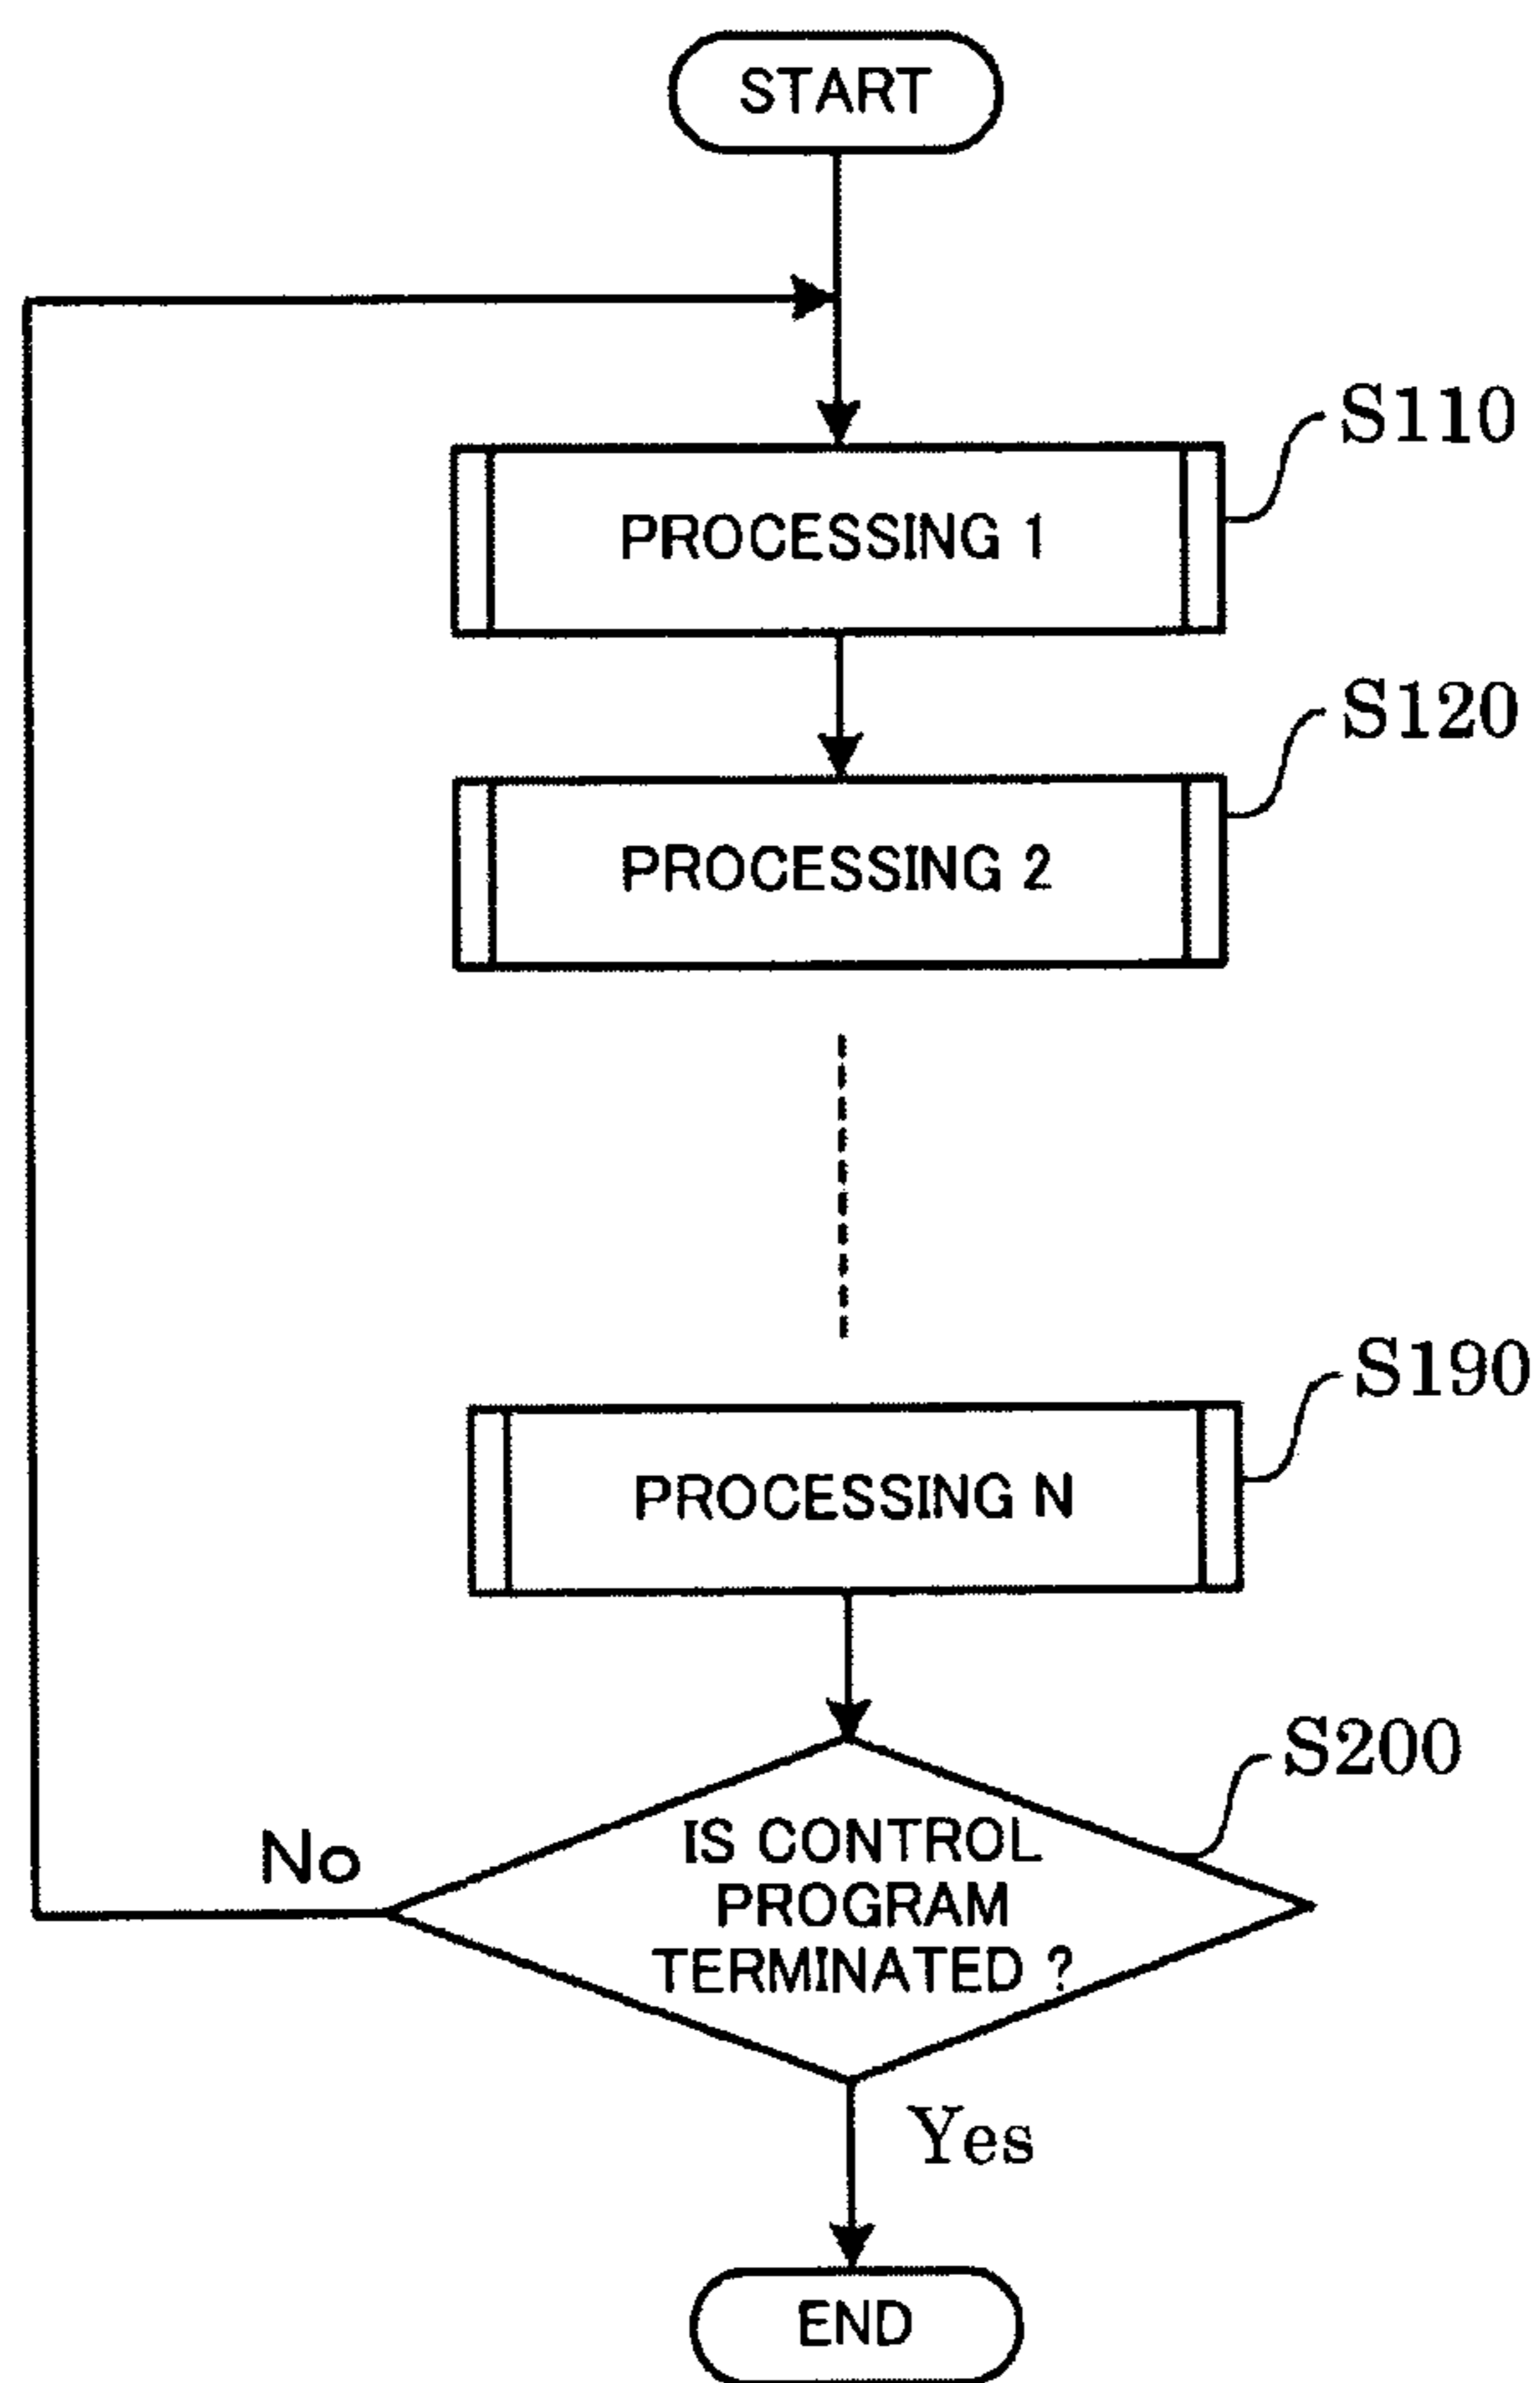 START
S110
PROCESSING 1
S120
PROCESSING 2
S190
PROCESSING N
S200
IS CONTROL
PROGRAM
TERMINATED ?
No
Yes
END